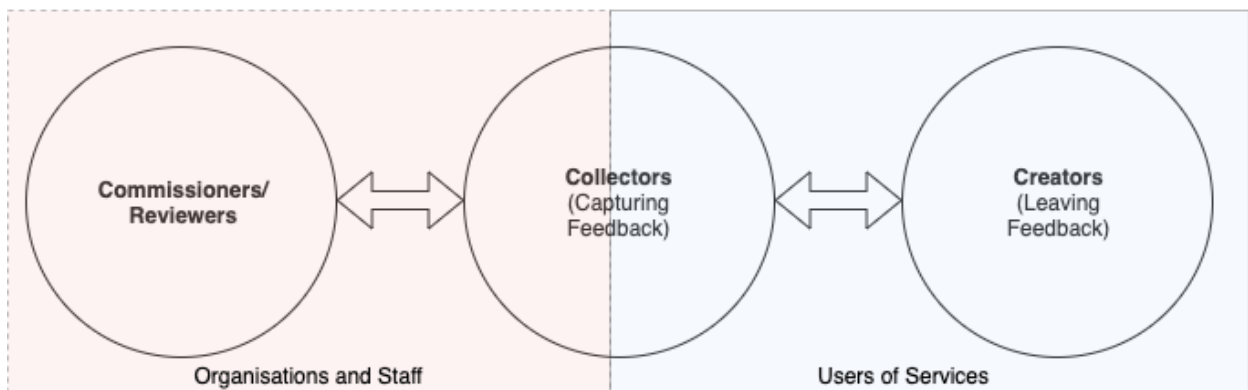 Commissioners/
Reviewers
Collectors
(Capturing
Feedback)
Creators
(Leaving
Feedback)
Organisations and Staff
Users of Services